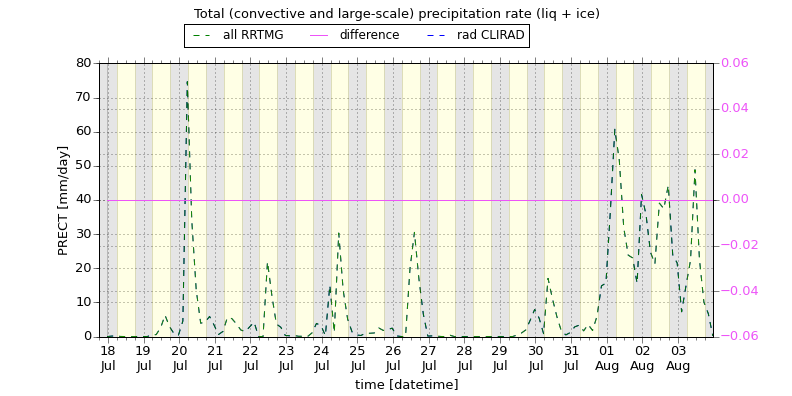 Total (convective and large-scale) precipitation rate (liq + ice)
all RRTMG difference rad CLIRAD
80 0.06
70 0.04
60 0.02
50
40 0.00
30 −0.02
20
10 −0.04
0 −0.06
PRECT [mm/day]
18 19 20 21 22 23 24 25 26 27 28 29 30 31 01 02 03
Jul Jul Jul Jul Jul Jul Jul Jul Jul Jul Jul Jul Jul Jul Aug Aug Aug
time [datetime]